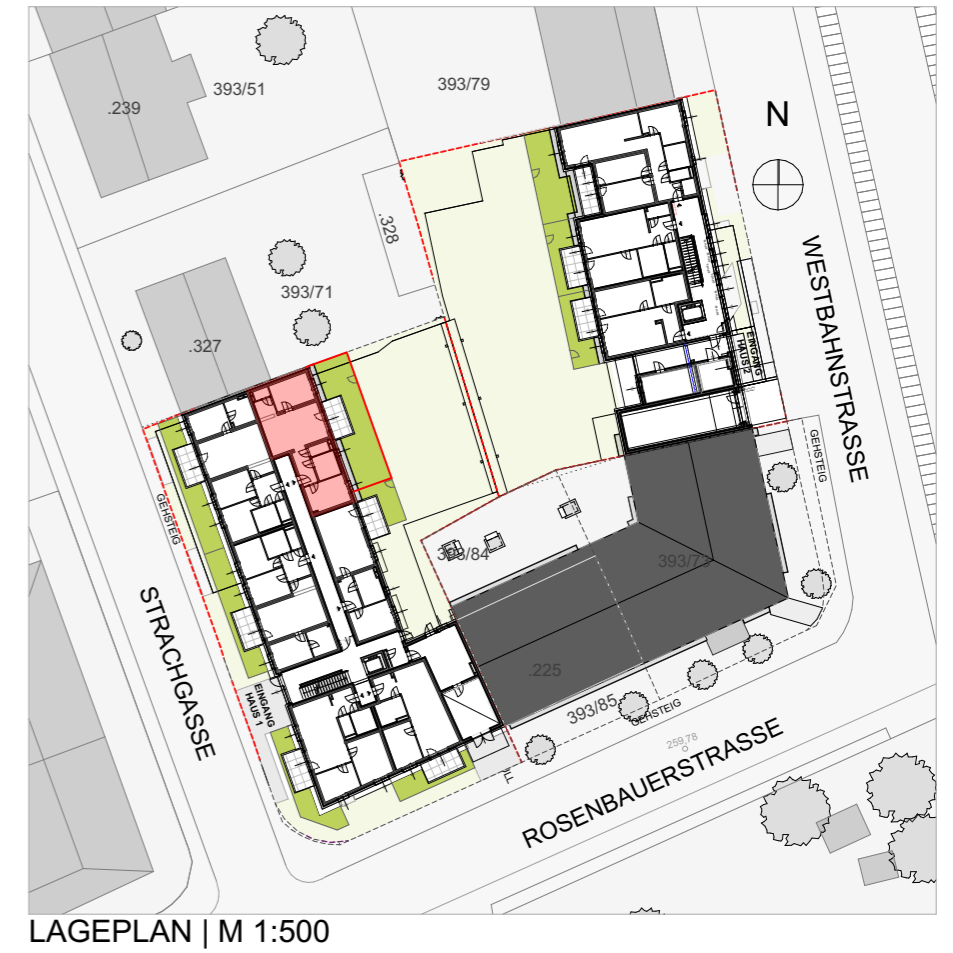 393/79
393/51
.239
N
.328
WESTBAHNSTRASSE
393/71
.327
EINGANG
HAUS 2
GEHSTEIG
GEHSTEIG
393/84
393/73
STRACHGASSE
.225
EINGANG
HAUS 1
393/85
GEHSTEIG
259,78
ROSENBAUERSTRASSE
LAGEPLAN | M 1:500